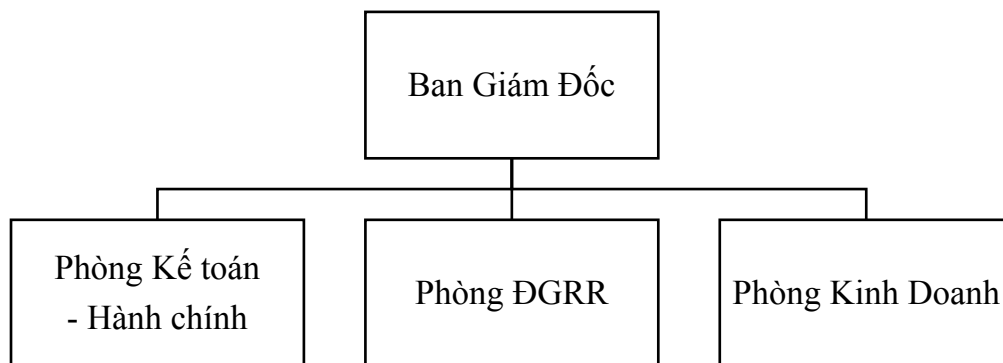 Ban Giám Đốc
Phòng Kế toán
- Hành chính
Phòng ĐGRR
Phòng Kinh Doanh